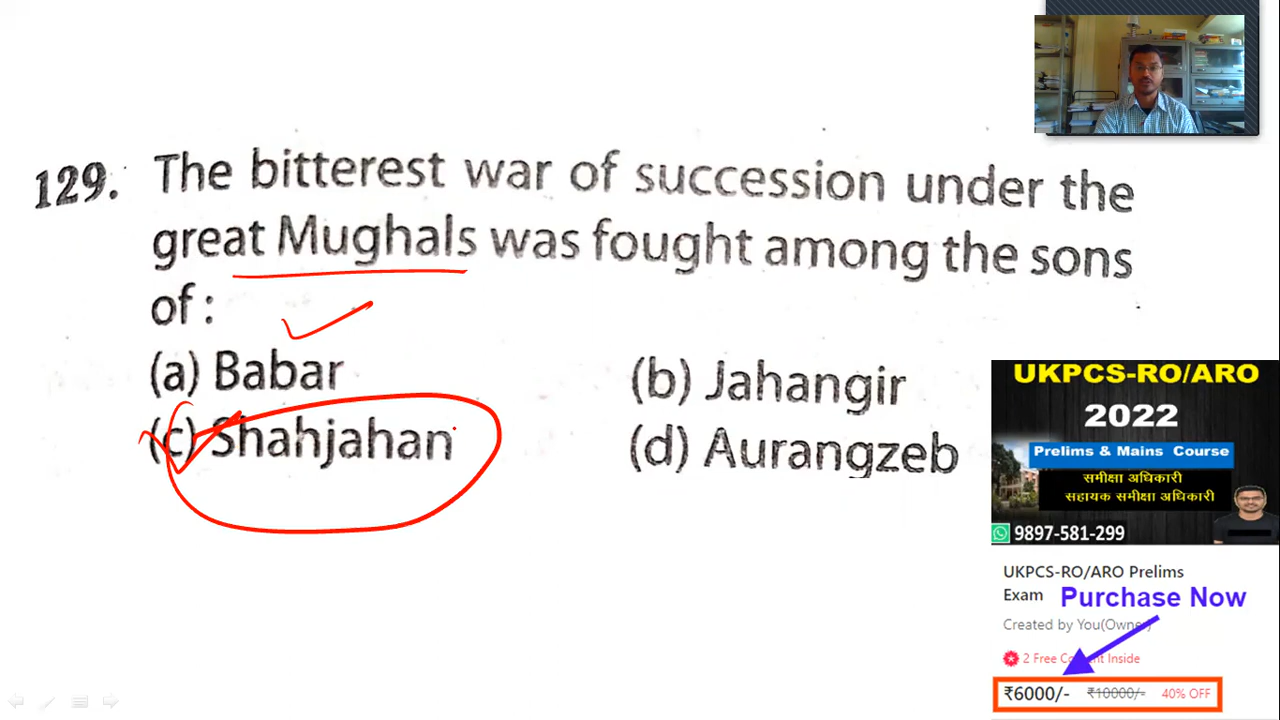 129. The bitterest war of succession under the
great Mughals was fought among the sons
of :
(a) Babar
(b) Jahangir
(c) Shahjahan
(d) Aurangzeb
UKPCS-RO/ARO
2022
Prelims & Mains Course
समीक्षा अधिकारी
सहायक समीक्षा अधिकारी
9897-581-299
UKPCS-RO/ARO Prelims
Exam
Purchase Now
Created by You(Owner)
2 Free Content Inside
₹6000/- ₹10000/- 40% OFF